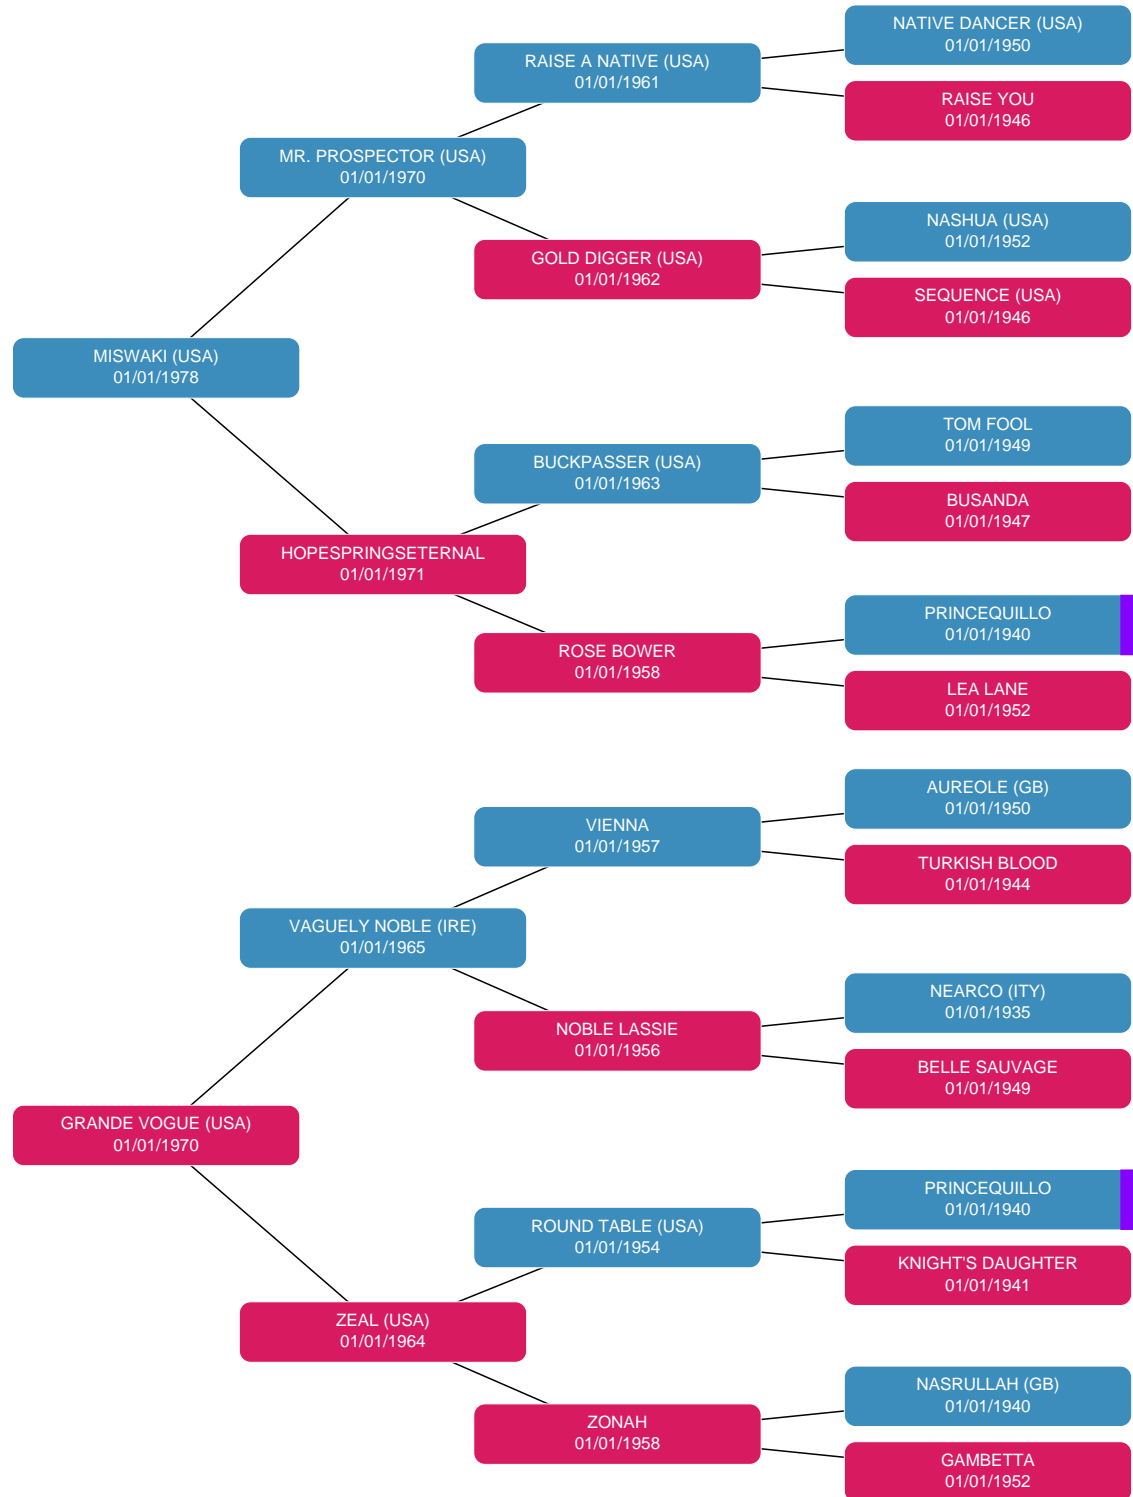 NATIVE DANCER (USA)
01/01/1950
RAISE A NATIVE (USA)
01/01/1961
RAISE YOU
01/01/1946
MR. PROSPECTOR (USA)
01/01/1970
NASHUA (USA)
01/01/1952
GOLD DIGGER (USA)
01/01/1962
SEQUENCE (USA)
01/01/1946
MISWAKI (USA)
01/01/1978
TOM FOOL
01/01/1949
BUCKPASSER (USA)
01/01/1963
BUSANDA
01/01/1947
HOPESPRINGSETERNAL
01/01/1971
PRINCEQUILLO
01/01/1940
ROSE BOWER
01/01/1958
LEA LANE
01/01/1952
AUREOLE (GB)
01/01/1950
VIENNA
01/01/1957
TURKISH BLOOD
01/01/1944
VAGUELY NOBLE (IRE)
01/01/1965
NEARCO (ITY)
01/01/1935
NOBLE LASSIE
01/01/1956
BELLE SAUVAGE
01/01/1949
GRANDE VOGUE (USA)
01/01/1970
PRINCEQUILLO
01/01/1940
ROUND TABLE (USA)
01/01/1954
KNIGHT'S DAUGHTER
01/01/1941
ZEAL (USA)
01/01/1964
NASRULLAH (GB)
01/01/1940
ZONAH
01/01/1958
GAMBETTA
01/01/1952